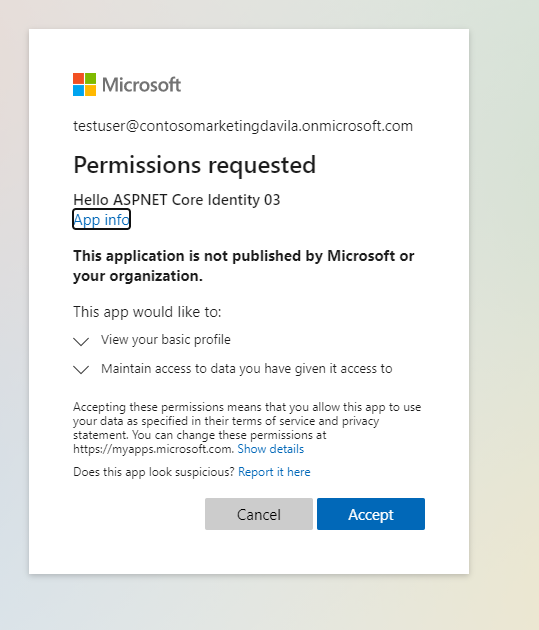 Microsoft
testuser@contosomarketingdavila.onmicrosoft.com
Permissions requested
Hello ASPNET Core Identity 03
App info
This application is not published by Microsoft or
your organization.
This app would like to:
View your basic profile
Maintain access to data you have given it access to
Accepting these permissions means that you allow this app to use
your data as specified in their terms of service and privacy
statement. You can change these permissions at
https://myapps.microsoft.com. Show details
Does this app look suspicious? Report it here
Cancel
Accept